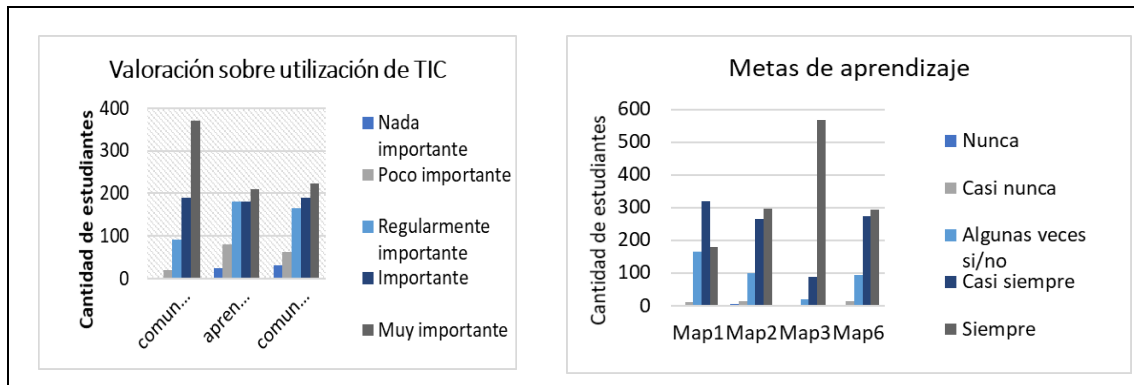 Valoración sobre utilización de TIC
Cantidad de estudiantes
400
300
200
100
0
comun...
apren...
comun...
Nada
importante
Poco importante
Regularmente
importante
Importante
Muy importante
Metas de aprendizaje
Cantidad de estudiantes
600
500
400
300
200
100
0
Map1 Map2 Map3 Map6
Nunca
Casi nunca
Algunas veces
si/no
Casi siempre
Siempre